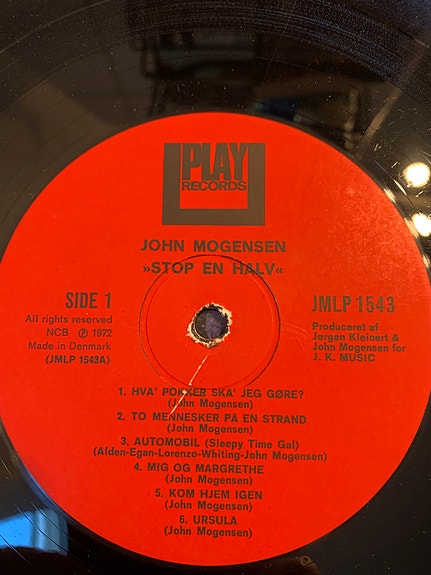 PLAY
RECORDS
JOHN MOGENSEN
»STOP EN HALV«
SIDE 1
All rights reserved
NCB ℗ 1972
Made in Denmark
(JMLP 1543A)
JMLP 1543
Produceret af
Jørgen Kleinert &
John Mogensen for
J. K. MUSIC
1. HVA' POKKER SKA' JEG GØRE?
(John Mogensen)
2. TO MENNESKER PÅ EN STRAND
(John Mogensen)
3. AUTOMOBIL (Sleepy Time Gal)
(Alden-Egan-Lorenzo-Whiting-John Mogensen)
4. MIG OG MARGRETHE
(John Mogensen)
5. KOM HJEM IGEN
(John Mogensen)
6. URSULA
(John Mogensen)